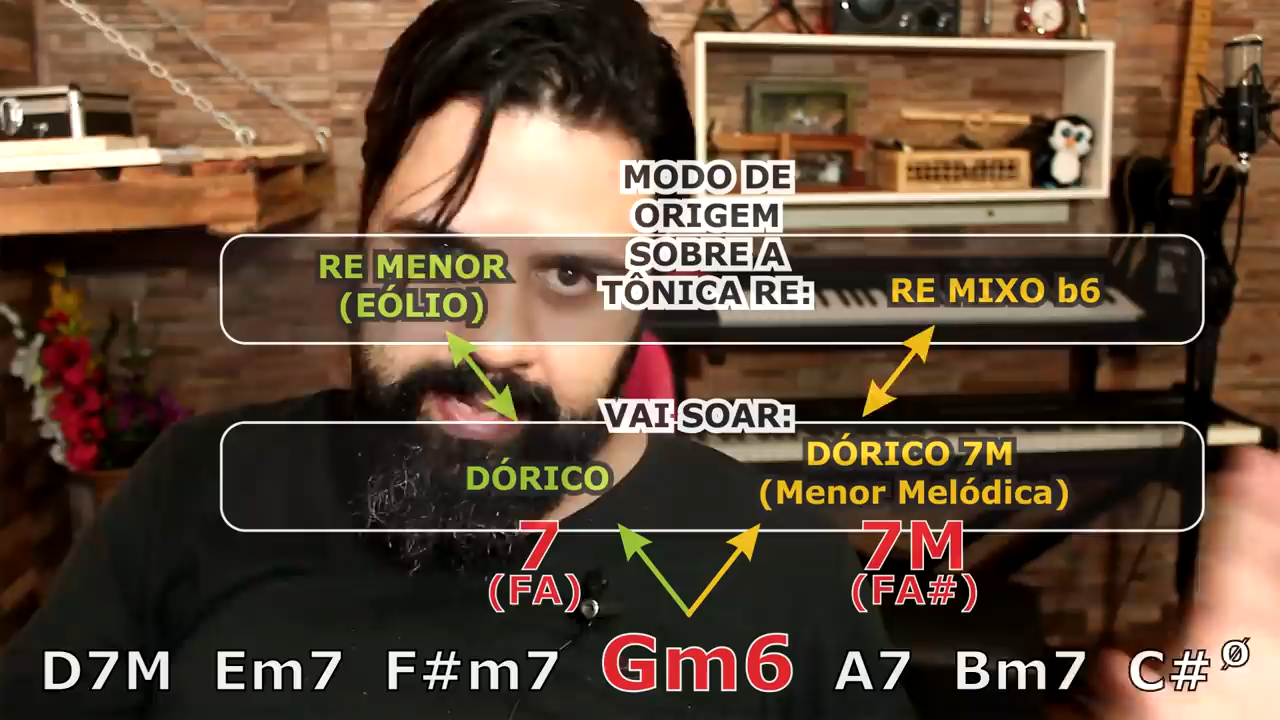 MODO DE
ORIGEM
SOBRE A
TÔNICA RE:
RE MENOR
(EÓLIO)
RE MIXO b6
VAI SOAR:
DÓRICO
DÓRICO 7M
(Menor Melódica)
7
(FA)
7M
(FA#)
D7M Em7 F#m7 Gm6 A7 Bm7 C#ø